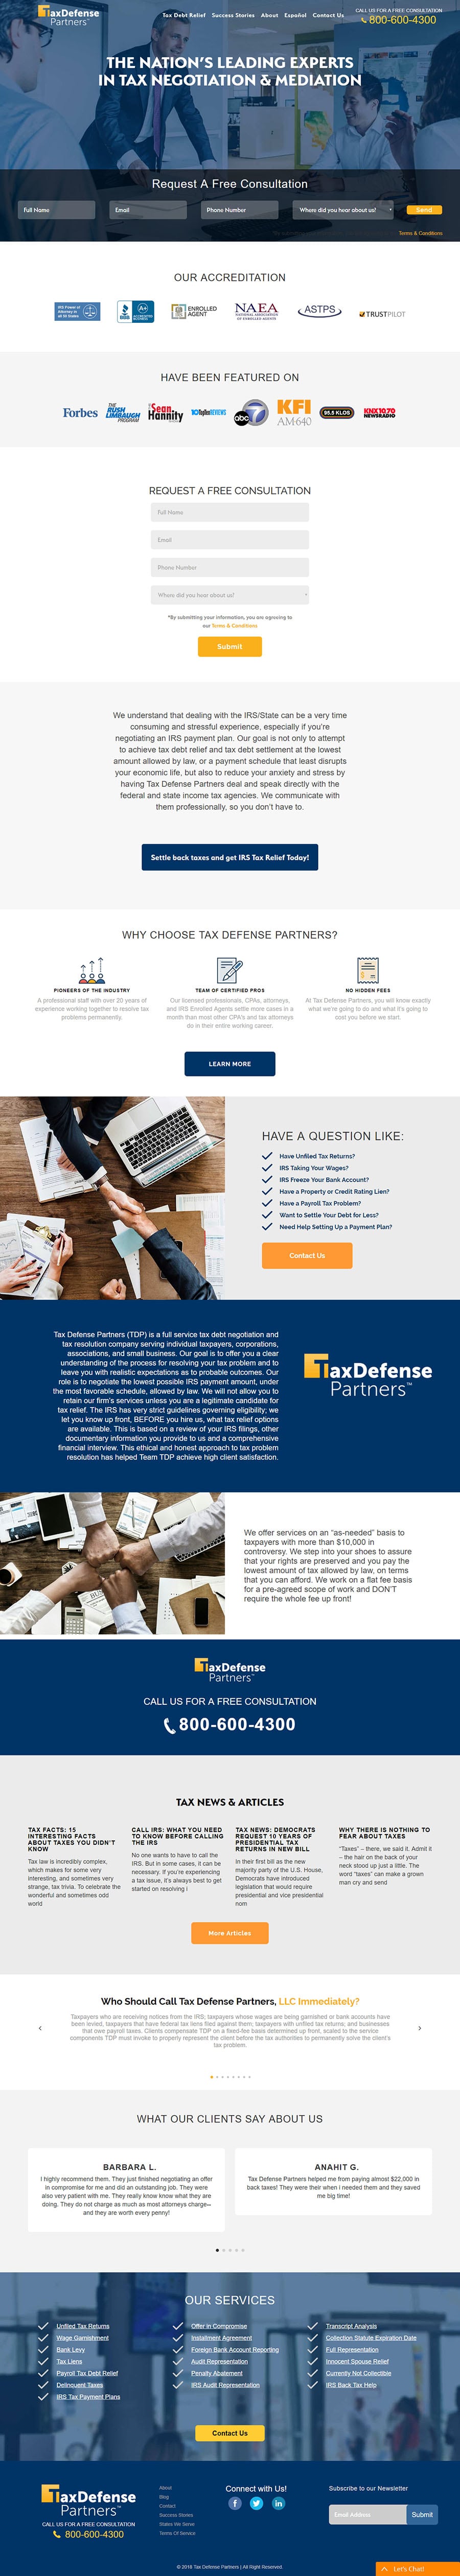 TaxDefense
Partners™
Tax Debt Relief Success Stories About Español Contact Us
CALL US FOR A FREE CONSULTATION
800-600-4300
THE NATION'S LEADING EXPERTS
IN TAX NEGOTIATION & MEDIATION
Request A Free Consultation
Full Name
Email
Phone Number
Where did you hear about us?
Send
Terms & Conditions
OUR ACCREDITATION
IRS Power of
Attorney in
all 50 States
BBB
A+
ACCREDITED
BUSINESS
ENROLLED
AGENT
NAEA
NATIONAL ASSOCIATION
OF ENROLLED AGENTS
ASTPS
TRUSTPILOT
HAVE BEEN FEATURED ON
Forbes
THE
RUSH
LIMBAUGH
PROGRAM
Sean
Hannity
10TopTenREVIEWS
abc 7
KFI
AM 640
95.5 KLOS
KNX1070
NEWSRADIO
REQUEST A FREE CONSULTATION
Full Name
Email
Phone Number
Where did you hear about us?
*By submitting your information, you are agreeing to
our Terms & Conditions
Submit
We understand that dealing with the IRS/State can be a very time
consuming and stressful experience, especially if you're
negotiating an IRS payment plan. Our goal is not only to attempt
to achieve tax relief and tax debt settlement at the lowest
amount allowed by law, or a payment schedule that least disrupts
your economic life, but also to reduce your anxiety and stress by
having Tax Defense Partners deal and speak directly with the
federal and state income tax agencies. We communicate with
them professionally, so you don't have to.
Settle back taxes and get IRS Tax Relief Today!
WHY CHOOSE TAX DEFENSE PARTNERS?
PIONEERS OF THE INDUSTRY
A professional staff with over 20 years of
experience working together to resolve tax
problems permanently.
TEAM OF CERTIFIED PROS
Our licensed professionals, CPAs, attorneys,
and IRS Enrolled Agents settle more cases in a
month than most other CPA's and tax attorneys
do in their entire working career.
NO HIDDEN FEES
At Tax Defense Partners, you will know exactly
what we're going to do and what it's going to
cost you before we start.
LEARN MORE
HAVE A QUESTION LIKE:
Have Unfiled Tax Returns?
IRS Taking Your Wages?
IRS Freeze Your Bank Account?
Have a Property or Credit Rating Lien?
Have a Payroll Tax Problem?
Want to Settle Your Debt for Less?
Need Help Setting Up a Payment Plan?
Contact Us
Tax Defense Partners (TDP) is a full service tax debt negotiation and
tax resolution company serving individual taxpayers, corporations,
associations, and small business. Our goal is to offer you a clear
understanding of the process for resolving your tax problem and to
leave you with realistic expectations as to probable outcomes. Our
role is to negotiate the lowest possible IRS payment amount, under
the most favorable schedule, allowed by law. We will not allow you to
retain our firm's services unless you are a legitimate candidate for
tax relief. The IRS has very strict guidelines governing eligibility; we
let you know up front, BEFORE you hire us, what tax relief options
are available. This is based on a review of your IRS filings, other
documentary information you provide to us and a comprehensive
financial interview. This ethical and honest approach to tax problem
resolution has helped Team TDP achieve high client satisfaction.
TaxDefense
Partners™
We offer services on an "as-needed" basis to
taxpayers with more than $10,000 in
controversy. We step into your shoes to assure
that your rights are preserved and you pay the
lowest amount of tax allowed by law, on terms
that you can afford. We work on a flat fee basis
for a pre-agreed scope of work and DON'T
require the whole fee up front!
TaxDefense
Partners™
CALL US FOR A FREE CONSULTATION
800-600-4300
TAX NEWS & ARTICLES
TAX FACTS: 15
INTERESTING FACTS
ABOUT TAXES YOU DIDN'T
KNOW
Tax law is incredibly complex,
which makes for some very
interesting, and sometimes very
strange, tax trivia. To celebrate the
wonderful and sometimes odd
world
CALL IRS: WHAT YOU NEED
TO KNOW BEFORE CALLING
THE IRS
No one wants to have to call the
IRS. But in some cases, it can be
necessary. If you're experiencing
a tax issue, it's always best to get
started on resolving i
TAX NEWS: DEMOCRATS
REQUEST 10 YEARS OF
PRESIDENTIAL TAX
RETURNS IN NEW BILL
In their first bill as the new
majority party of the U.S. House,
Democrats have introduced
legislation that would require
presidential and vice presidential
nom
WHY THERE IS NOTHING TO
FEAR ABOUT TAXES
"Taxes" – there, we said it. Admit it
– the hair on the back of your
neck stood up just a little. The
word "taxes" can make a grown
man cry and send
More Articles
Who Should Call Tax Defense Partners, LLC Immediately?
Taxpayers who are receiving notices from the IRS; taxpayers whose wages are being garnished or bank accounts have
been levied, taxpayers that have federal tax liens filed against them; taxpayers with unfiled tax returns; and businesses
that owe payroll taxes. Clients compensate TDP on a fixed-fee basis determined up front, scaled to the service
components TDP must invoke to properly represent the client before the taxing authorities to permanently solve the client's
tax problem.
WHAT OUR CLIENTS SAY ABOUT US
BARBARA L.
I highly recommend them. They just finished negotiating an offer
in compromise for me and did an outstanding job. They were
also very patient with me. They really know know what they are
doing. They do not charge as much as most attorneys charge—
and they are worth every penny!
ANAHIT G.
Tax Defense Partners helped me from paying almost $22,000 in
back taxes! They were their when i needed them and they saved
me big time!
OUR SERVICES
Unfiled Tax Returns
Wage Garnishment
Bank Levy
Tax Liens
Payroll Tax Debt Relief
Delinquent Taxes
IRS Tax Payment Plans
Offer in Compromise
Installment Agreement
Foreign Bank Account Reporting
Audit Representation
Penalty Abatement
IRS Audit Representation
Transcript Analysis
Collection Statute Expiration Date
Full Representation
Innocent Spouse Relief
Currently Not Collectible
IRS Back Tax Help
Contact Us
TaxDefense
Partners™
CALL US FOR A FREE CONSULTATION
800-600-4300
About
Blog
Contact
Success Stories
States We Serve
Terms Of Service
Connect with Us!
Subscribe to our Newsletter
Email Address
Submit
© 2018 Tax Defense Partners | All Right Reserved.
Let's Chat!